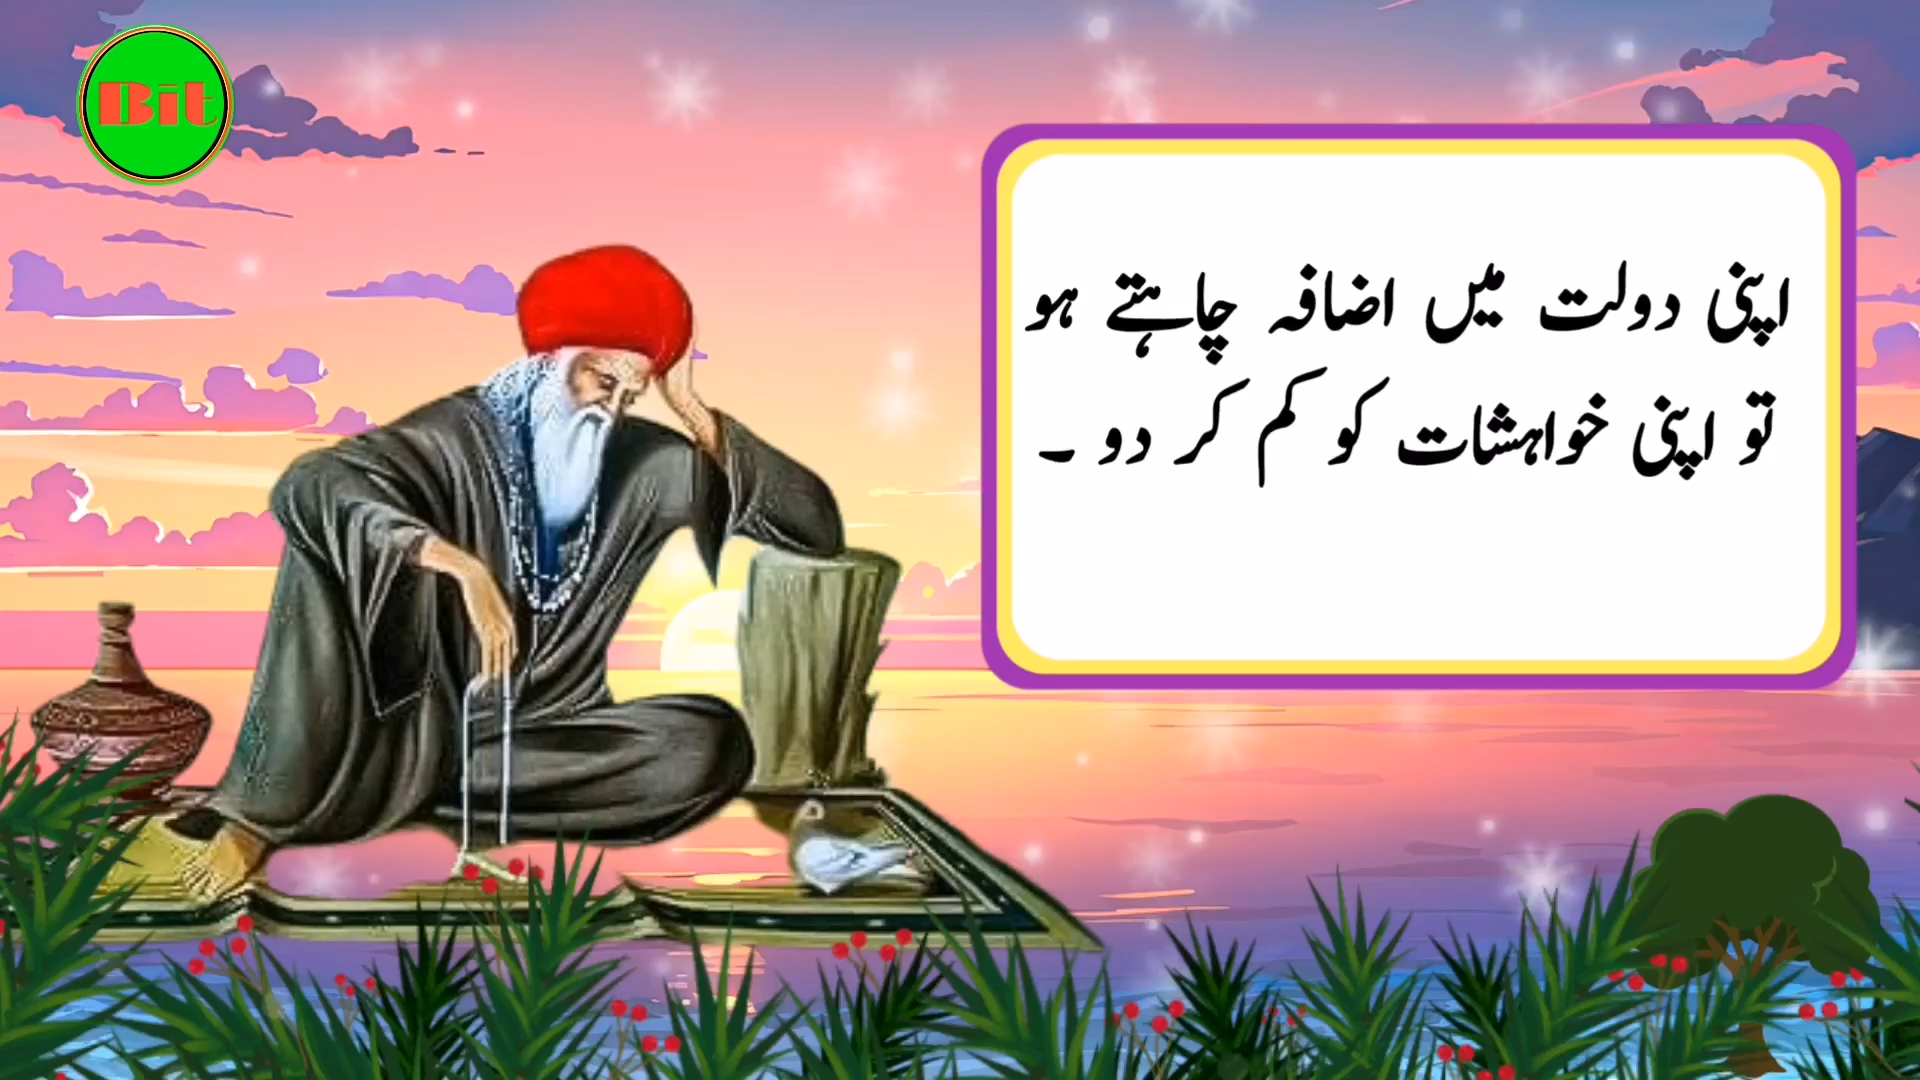 Bit
اپنی دولت میں اضافہ چاہتے ہو
تو اپنی خواہشات کو کم کر دو ۔